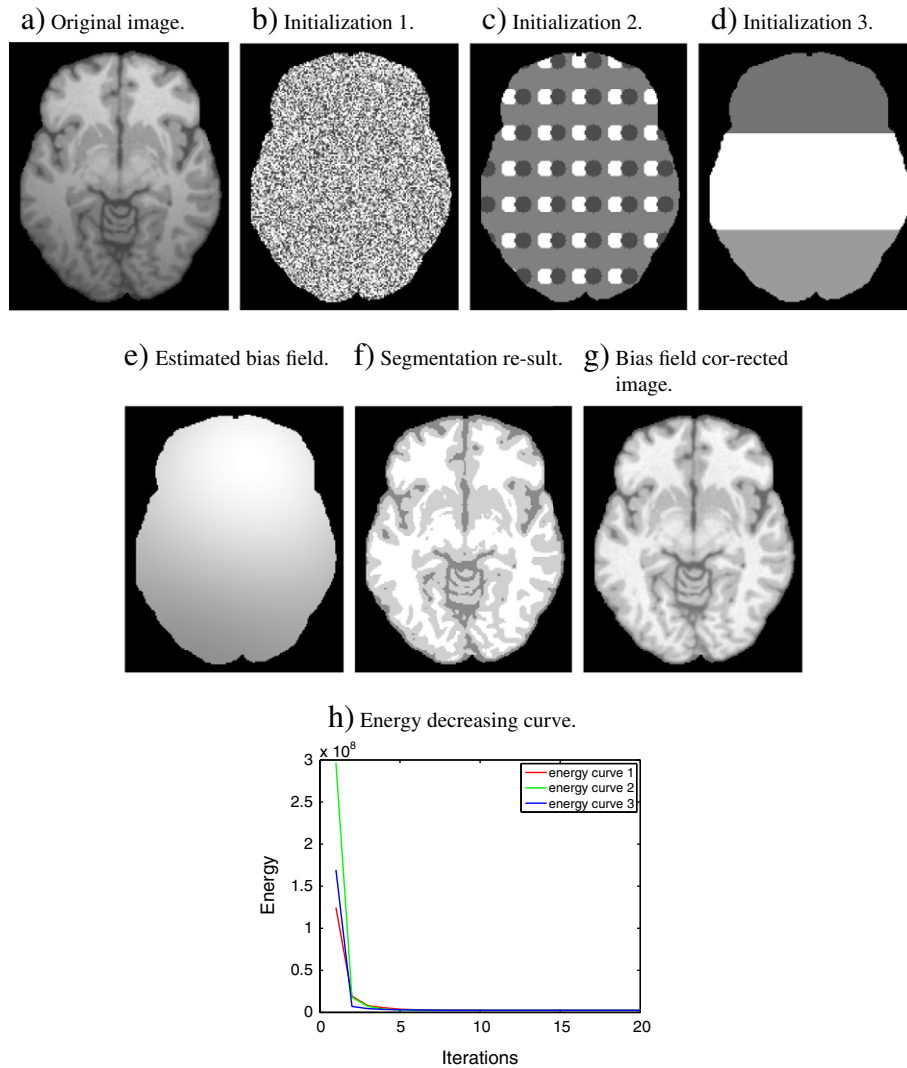 a) Original image.
b) Initialization 1.
c) Initialization 2.
d) Initialization 3.
e) Estimated bias field.
f) Segmentation re-sult.
g) Bias field cor-rected
image.
h) Energy decreasing curve.
× 10⁸
3
2.5
2
1.5
1
0.5
0
Energy
energy curve 1
energy curve 2
energy curve 3
0 5 10 15 20
Iterations